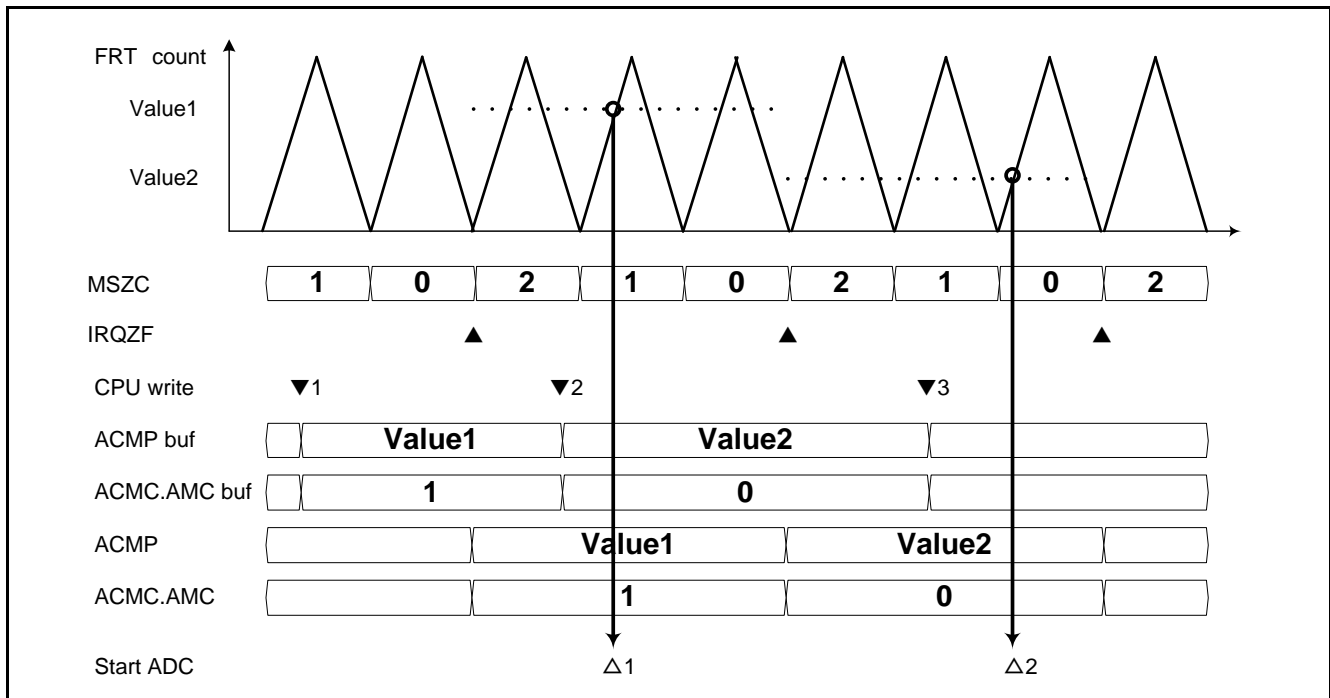 FRT count
Value1
Value2
MSZC 1 0 2 1 0 2 1 0 2
IRQZF ▲ ▲ ▲
CPU write ▼1 ▼2 ▼3
ACMP buf Value1 Value2
ACMC.AMC buf 1 0
ACMP Value1 Value2
ACMC.AMC 1 0
Start ADC △1 △2